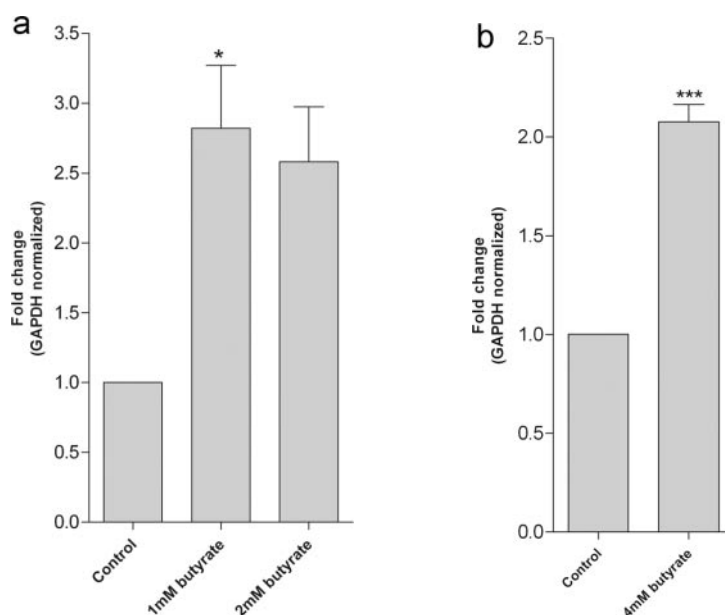 a
Fold change
(GAPDH normalized)
3.5
3.0
2.5
2.0
1.5
1.0
0.5
0.0
*
Control
1mM butyrate
2mM butyrate
b
Fold change
(GAPDH normalized)
2.5
2.0
1.5
1.0
0.5
0.0
***
Control
4mM butyrate